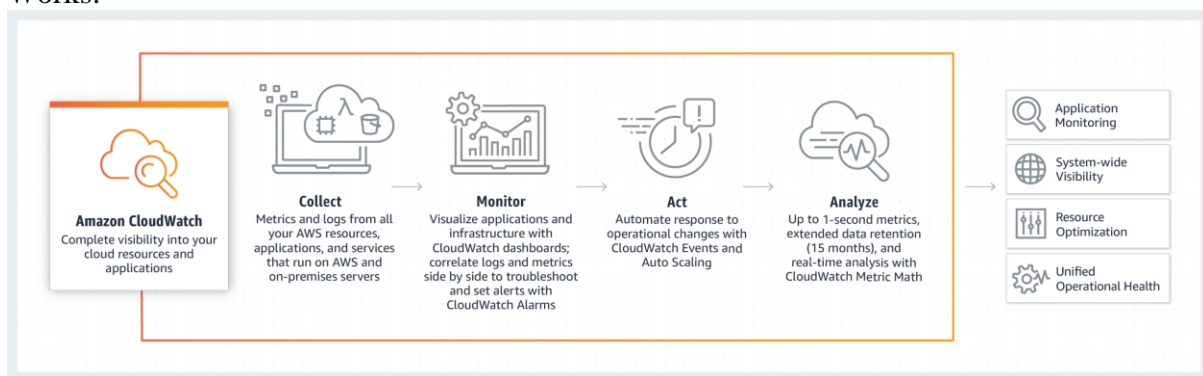 works:
Amazon CloudWatch
Complete visibility into your
cloud resources and
applications
Collect
Metrics and logs from all
your AWS resources,
applications, and services
that run on AWS and
on-premises servers
Monitor
Visualize applications and
infrastructure with
CloudWatch dashboards;
correlate logs and metrics
side by side to troubleshoot
and set alerts with
CloudWatch Alarms
Act
Automate response to
operational changes with
CloudWatch Events and
Auto Scaling
Analyze
Up to 1-second metrics,
extended data retention
(15 months), and
real-time analysis with
CloudWatch Metric Math
Application
Monitoring
System-wide
Visibility
Resource
Optimization
Unified
Operational Health